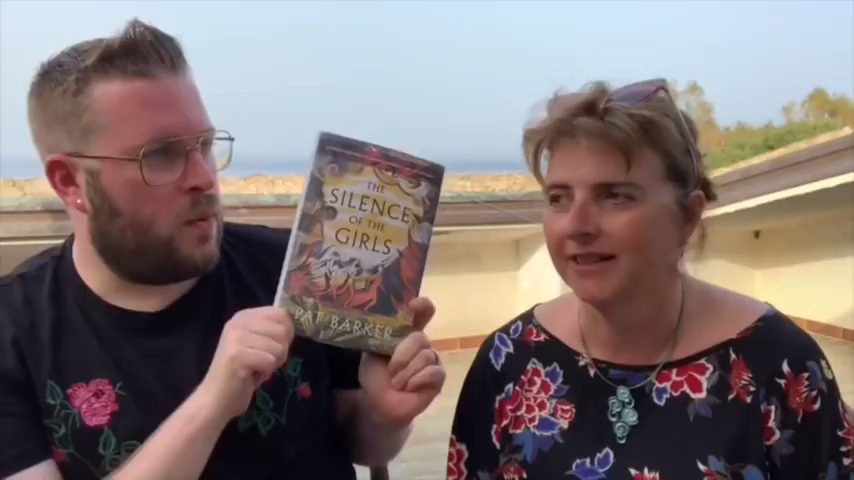 THE
SILENCE
OF THE
GIRLS
PAT BARKER